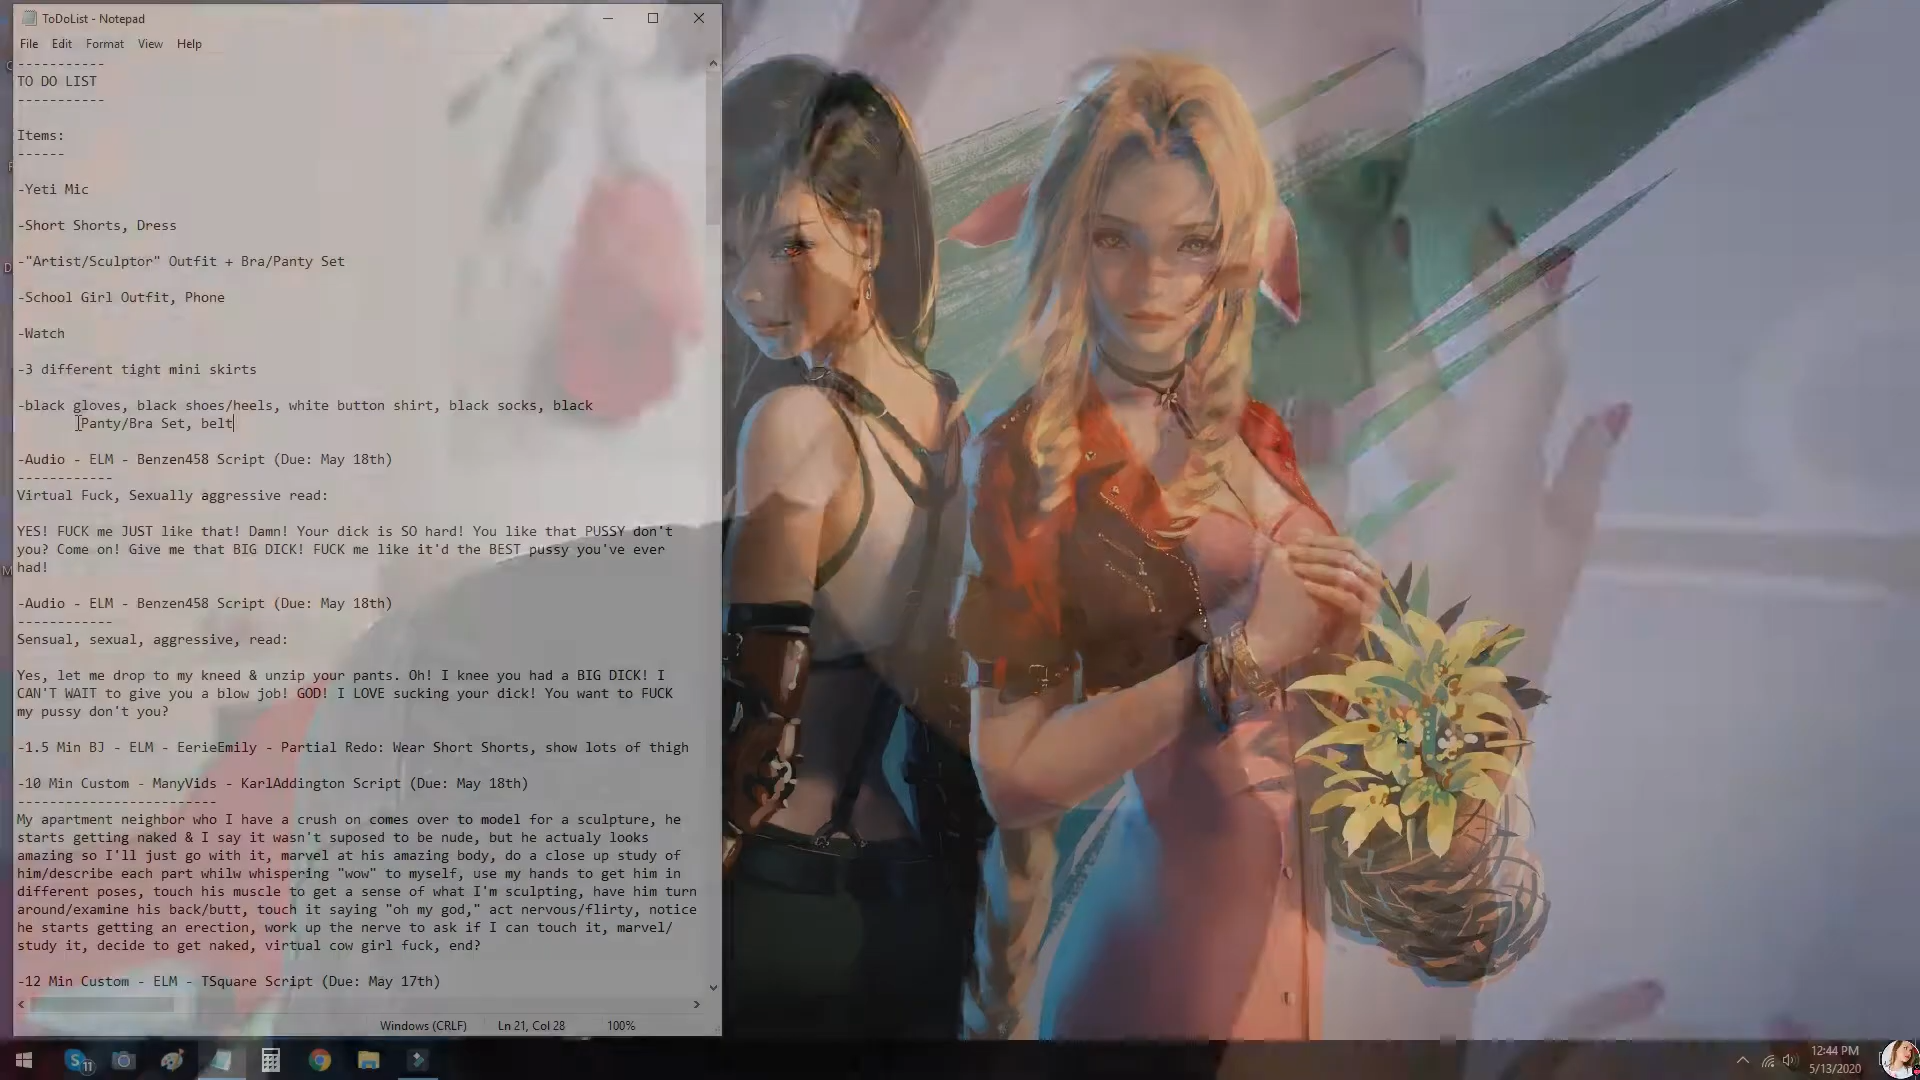 ToDoList - Notepad
File Edit Format View Help
-----------
TO DO LIST
-----------
Items:
------
-Yeti Mic
-Short Shorts, Dress
-"Artist/Sculptor" Outfit + Bra/Panty Set
-School Girl Outfit, Phone
-Watch
-3 different tight mini skirts
-black gloves, black shoes/heels, white button shirt, black socks, black
Panty/Bra Set, belt
-Audio - ELM - Benzen458 Script (Due: May 18th)
------------
Virtual Fuck, Sexually aggressive read:
YES! FUCK me JUST like that! Damn! Your dick is SO hard! You like that PUSSY don't
you? Come on! Give me that BIG DICK! FUCK me like it'd the BEST pussy you've ever
had!
-Audio - ELM - Benzen458 Script (Due: May 18th)
------------
Sensual, sexual, aggressive, read:
Yes, let me drop to my kneed & unzip your pants. Oh! I knee you had a BIG DICK! I
CAN'T WAIT to give you a blow job! GOD! I LOVE sucking your dick! You want to FUCK
my pussy don't you?
-1.5 Min BJ - ELM - EerieEmily - Partial Redo: Wear Short Shorts, show lots of thigh
-10 Min Custom - ManyVids - KarlAddington Script (Due: May 18th)
-------------------------
My apartment neighbor who I have a crush on comes over to model for a sculpture, he
starts getting naked & I say it wasn't suposed to be nude, but he actualy looks
amazing so I'll just go with it, marvel at his amazing body, do a close up study of
him/describe each part whilw whispering "wow" to myself, use my hands to get him in
different poses, touch his muscle to get a sense of what I'm sculpting, have him turn
around/examine his back/butt, touch it saying "oh my god," act nervous/flirty, notice
he starts getting an erection, work up the nerve to ask if I can touch it, marvel/
study it, decide to get naked, virtual cow girl fuck, end?
-12 Min Custom - ELM - TSquare Script (Due: May 17th)
Windows (CRLF) Ln 21, Col 28 100%
S 11
12:44 PM
5/13/2020